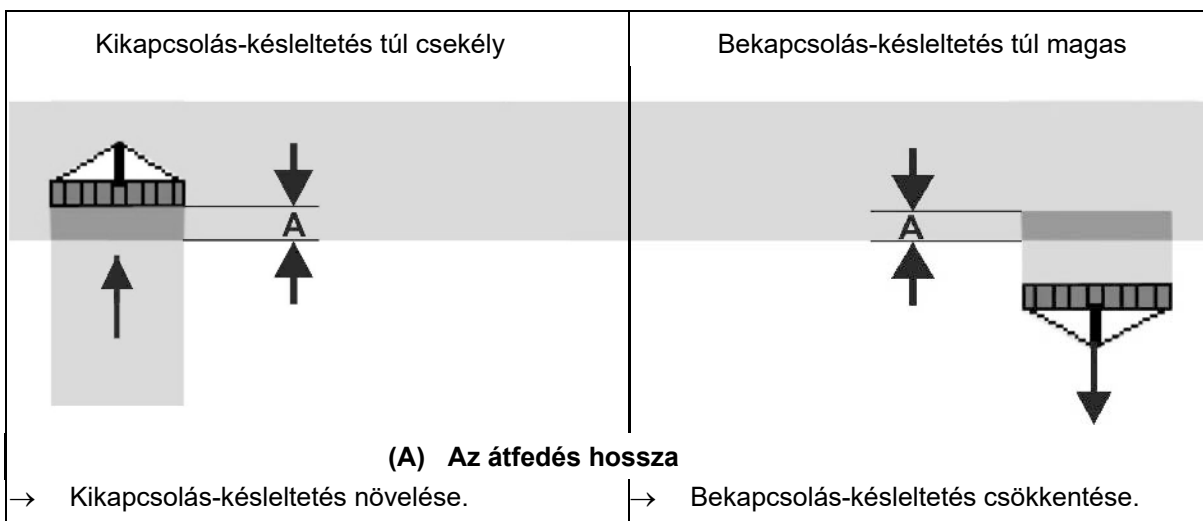 Kikapcsolás-késleltetés túl csekély
Bekapcsolás-késleltetés túl magas
A
A
(A) Az átfedés hossza
→ Kikapcsolás-késleltetés növelése.
→ Bekapcsolás-késleltetés csökkentése.